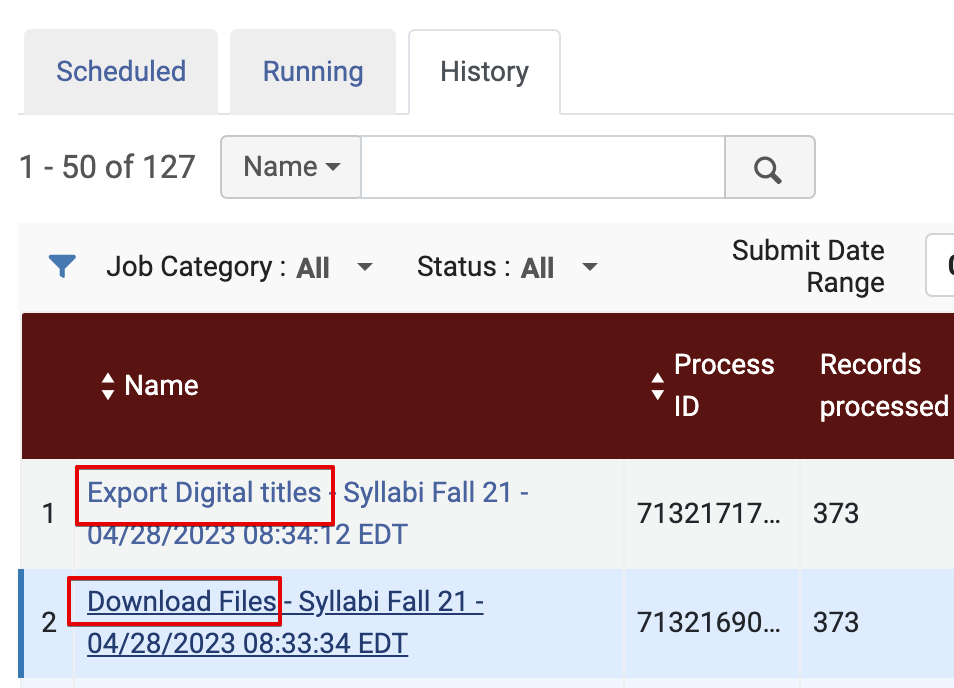 Scheduled Running History
1 - 50 of 127 Name
Job Category : All Status : All Submit Date
Range
Name Process
ID Records
processed
1 Export Digital titles - Syllabi Fall 21 -
04/28/2023 08:34:12 EDT 71321717... 373
2 Download Files - Syllabi Fall 21 -
04/28/2023 08:33:34 EDT 71321690... 373